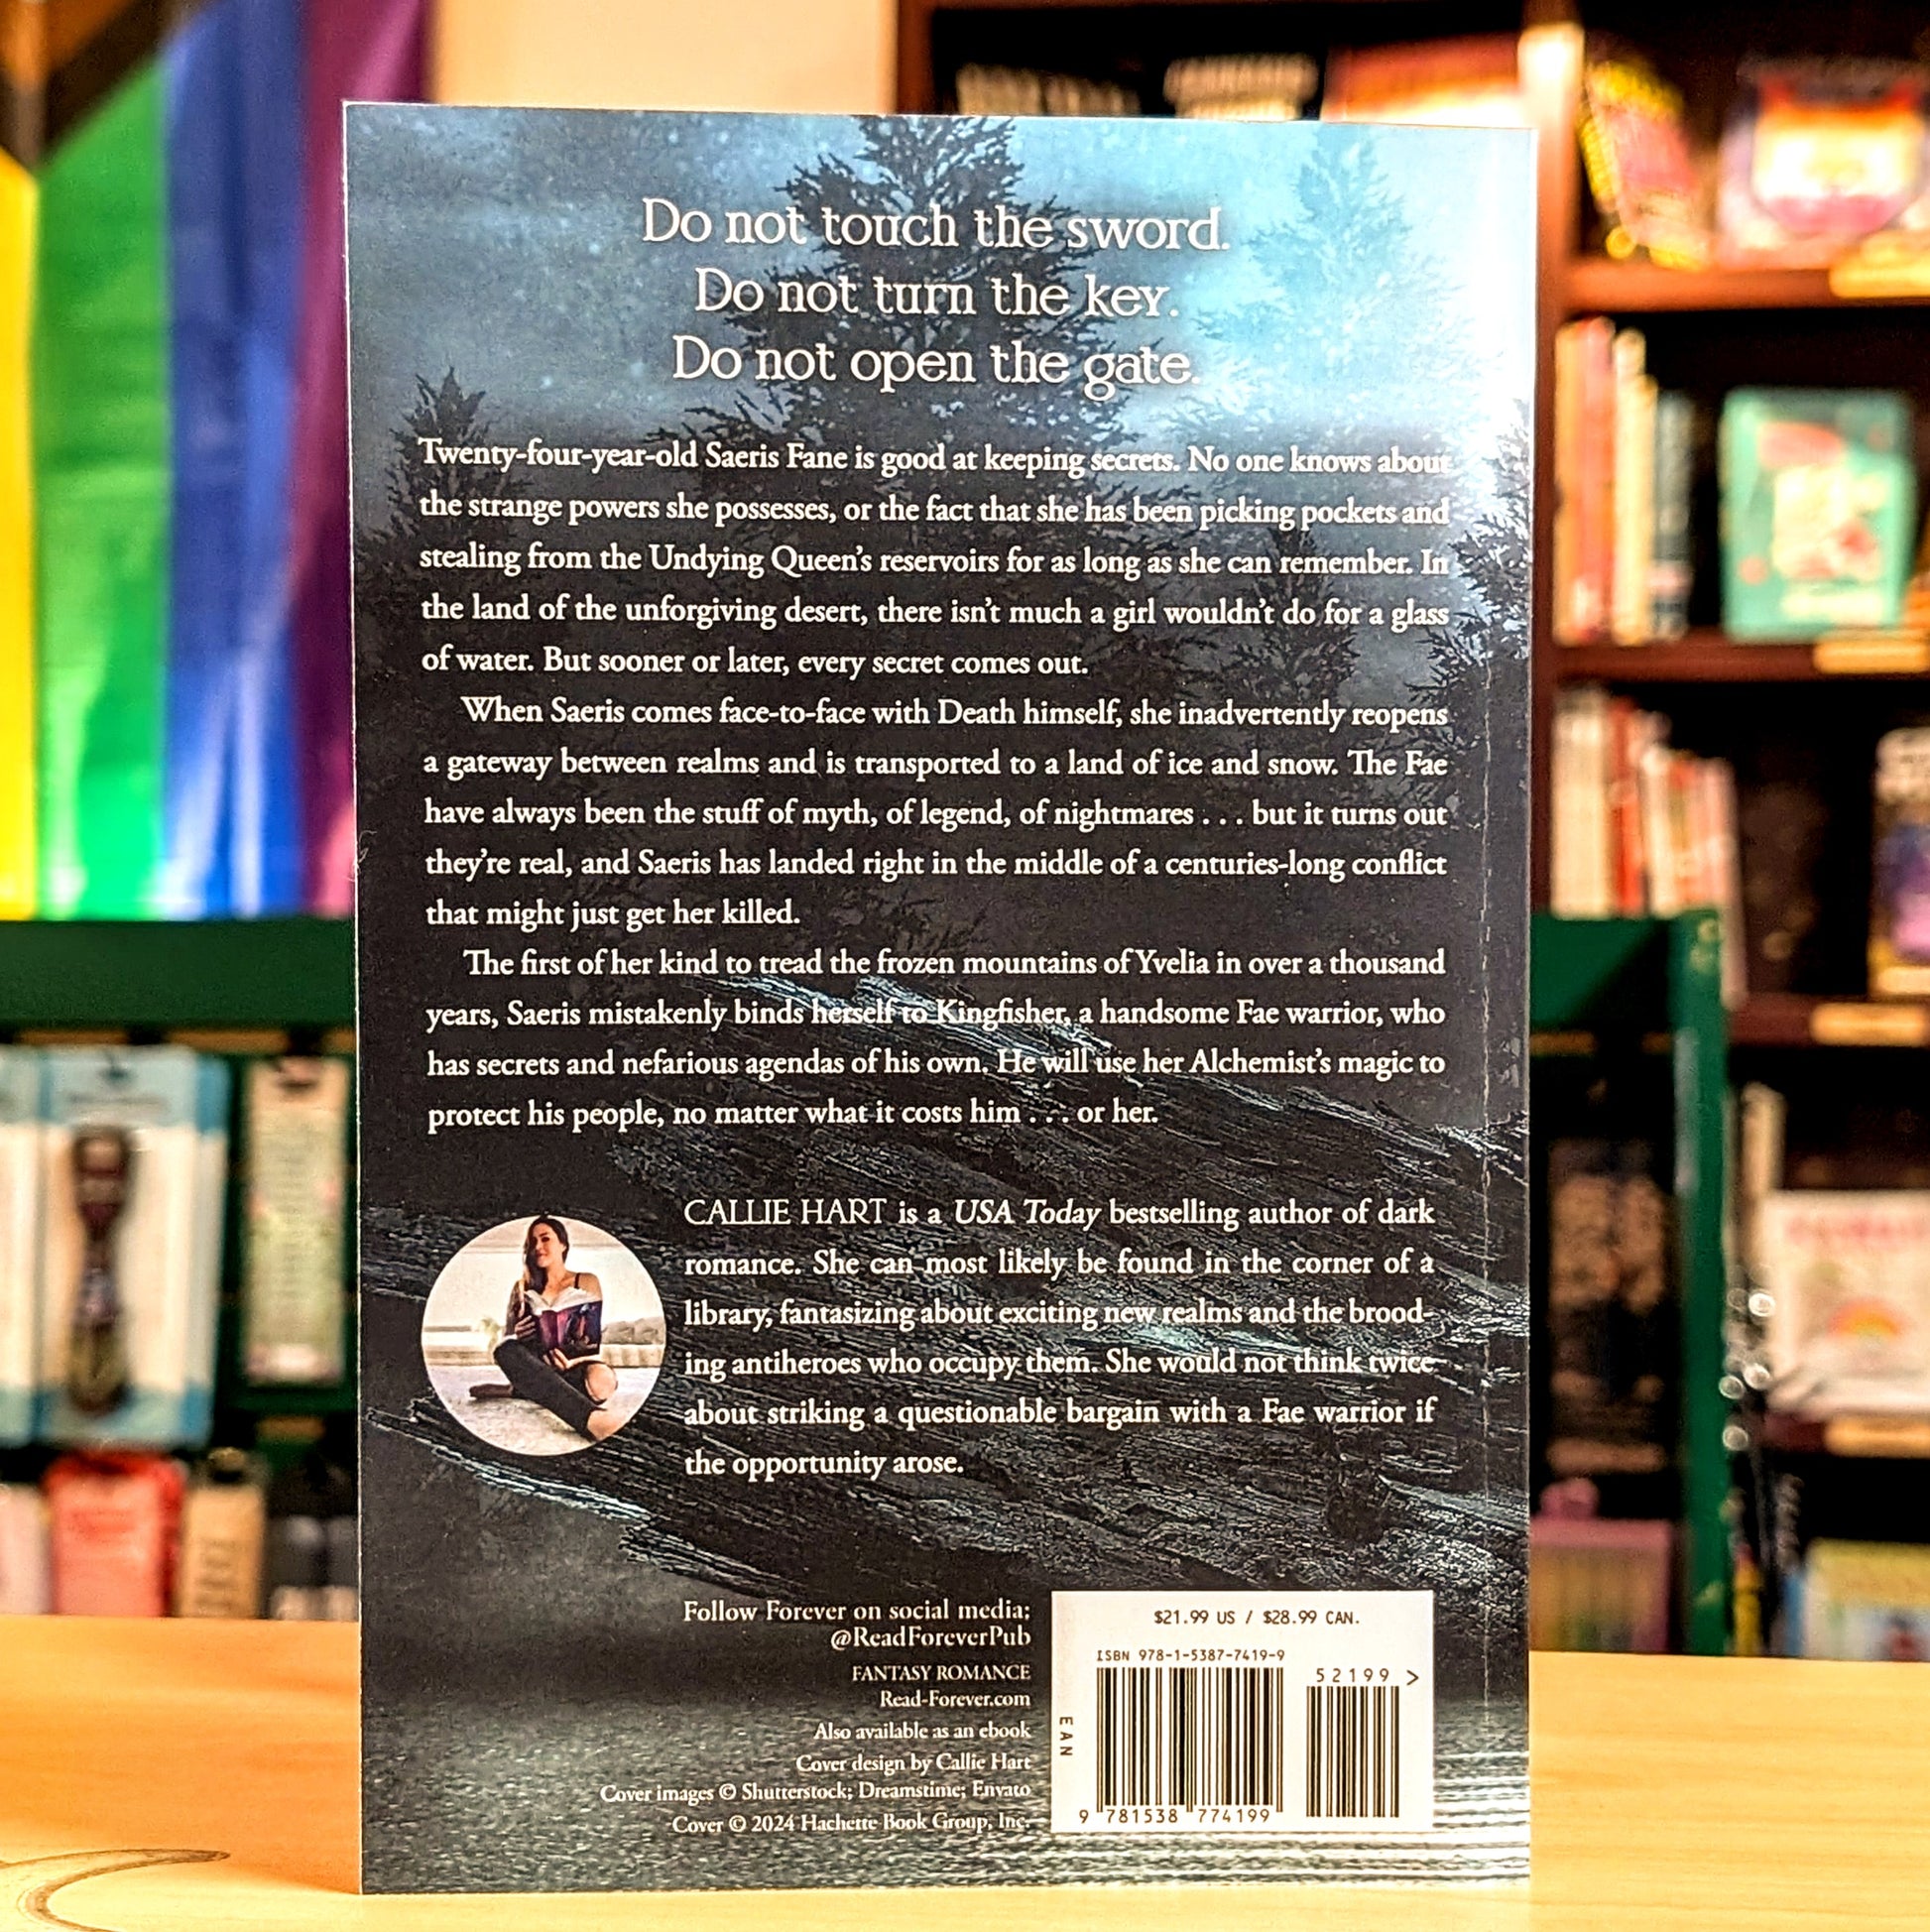 Do not touch the sword.
Do not turn the key.
Do not open the gate.
Twenty-four-year-old Saeris Fane is good at keeping secrets. No one knows about
the strange powers she possesses, or the fact that she has been picking pockets and
stealing from the Undying Queen's reservoirs for as long as she can remember. In
the land of the unforgiving desert, there isn't much a girl wouldn't do for a glass
of water. But sooner or later, every secret comes out.
When Saeris comes face-to-face with Death himself, she inadvertently reopens
a gateway between realms and is transported to a land of ice and snow. The Fae
have always been the stuff of myth, of legend, of nightmares . . . but it turns out
they're real, and Saeris has landed right in the middle of a centuries-long conflict
that might just get her killed.
The first of her kind to tread the frozen mountains of Yvelia in over a thousand
years, Saeris mistakenly binds herself to Kingfisher, a handsome Fae warrior, who
has secrets and nefarious agendas of his own. He will use her Alchemist's magic to
protect his people, no matter what it costs him . . . or her.
CALLIE HART is a USA Today bestselling author of dark
romance. She can most likely be found in the corner of a
library, fantasizing about exciting new realms and the brood-
ing antiheroes who occupy them. She would not think twice
about striking a questionable bargain with a Fae warrior if
the opportunity arose.
Follow Forever on social media:
@ReadForeverPub
FANTASY ROMANCE
Read-Forever.com
Also available as an ebook
Cover design by Callie Hart
Cover images © Shutterstock; Dreamstime; Envato
Cover © 2024 Hachette Book Group, Inc.
$21.99 US / $28.99 CAN.
ISBN 978-1-5387-7419-9
52199 >
EAN
9 781538 774199